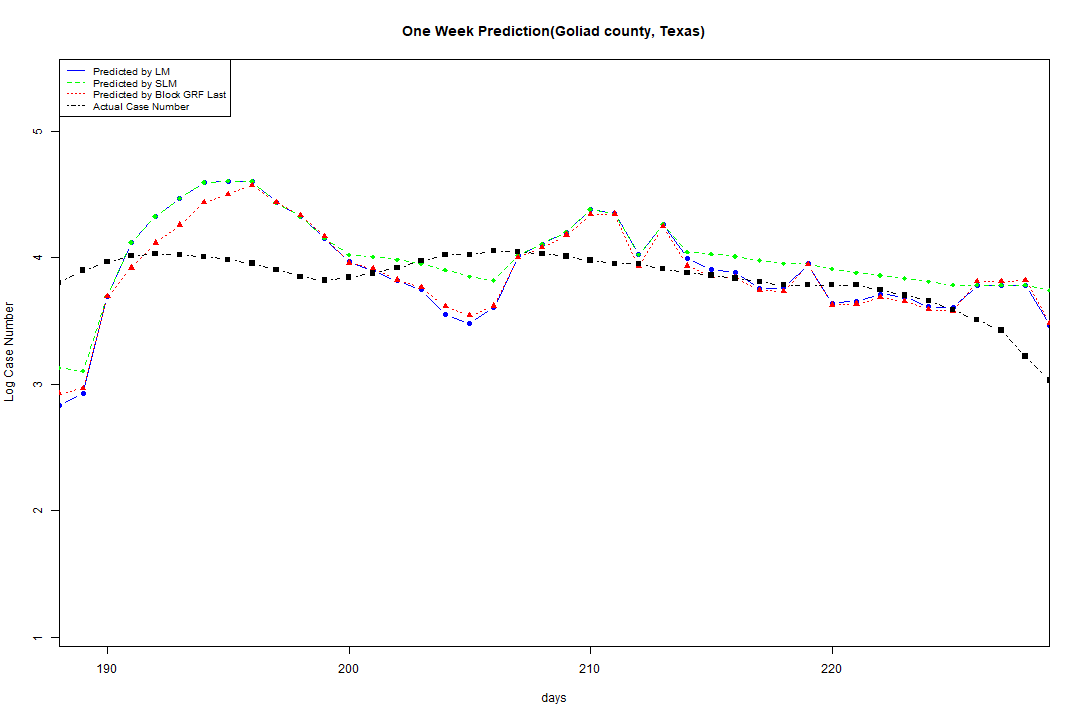 One Week Prediction(Goliad county, Texas)
Predicted by LM
Predicted by SLM
Predicted by Block GRF Last
Actual Case Number
5
4
3
2
1
Log Case Number
190 200 210 220
days